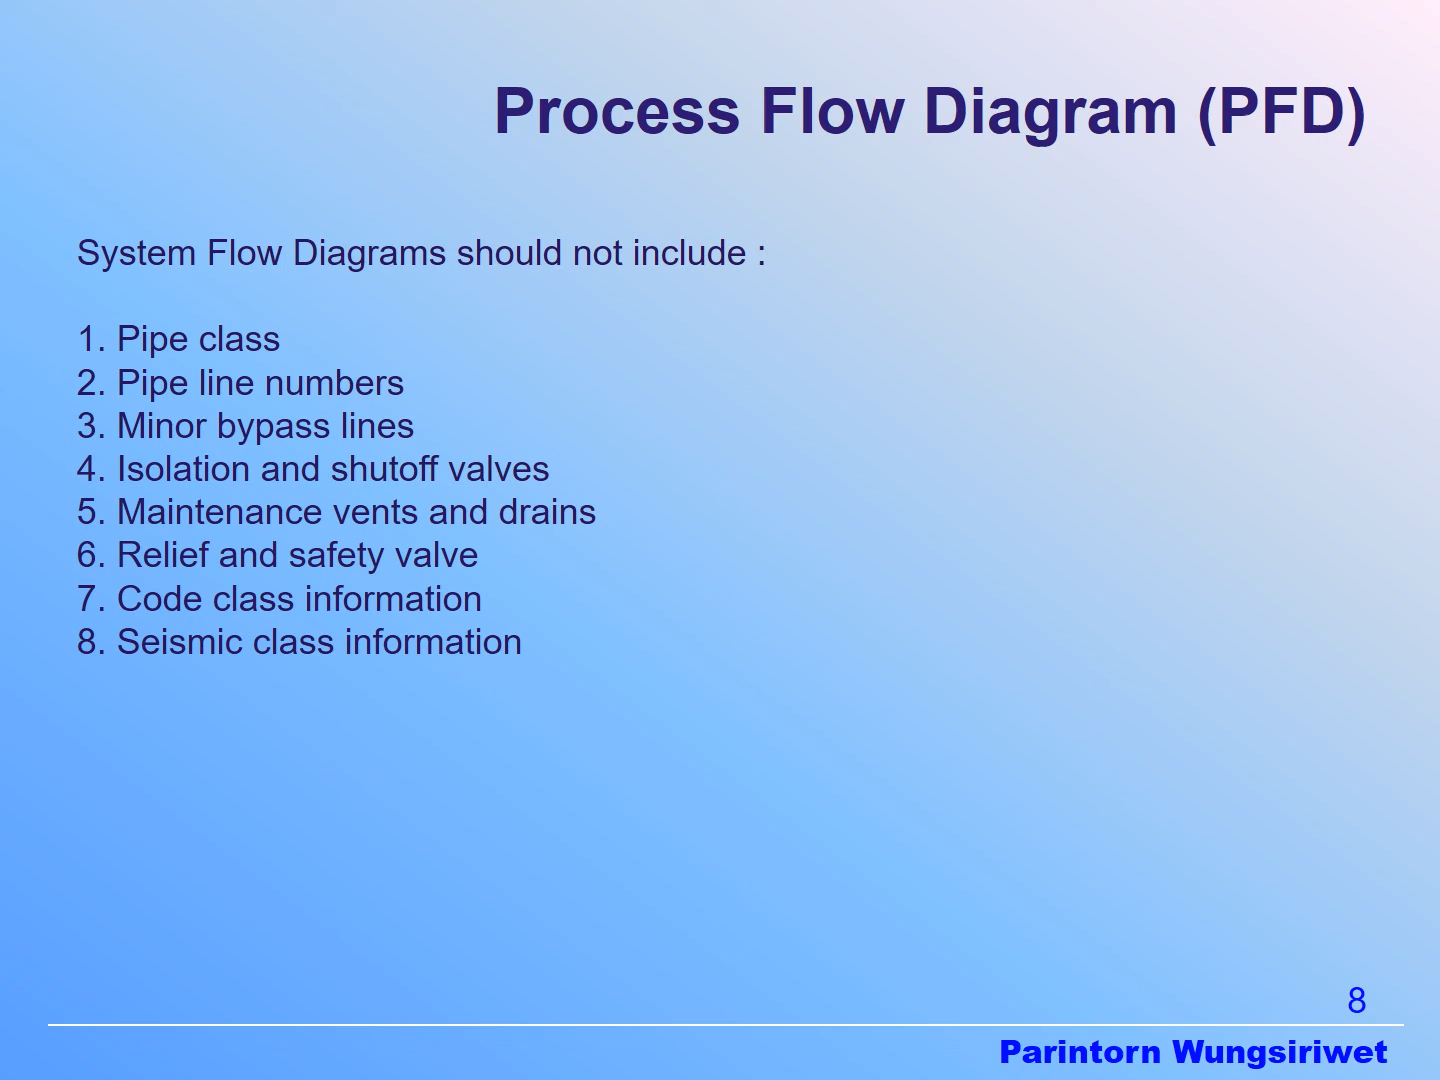 Process Flow Diagram (PFD)
System Flow Diagrams should not include :
1. Pipe class
2. Pipe line numbers
3. Minor bypass lines
4. Isolation and shutoff valves
5. Maintenance vents and drains
6. Relief and safety valve
7. Code class information
8. Seismic class information
8
Parintorn Wungsiriwet